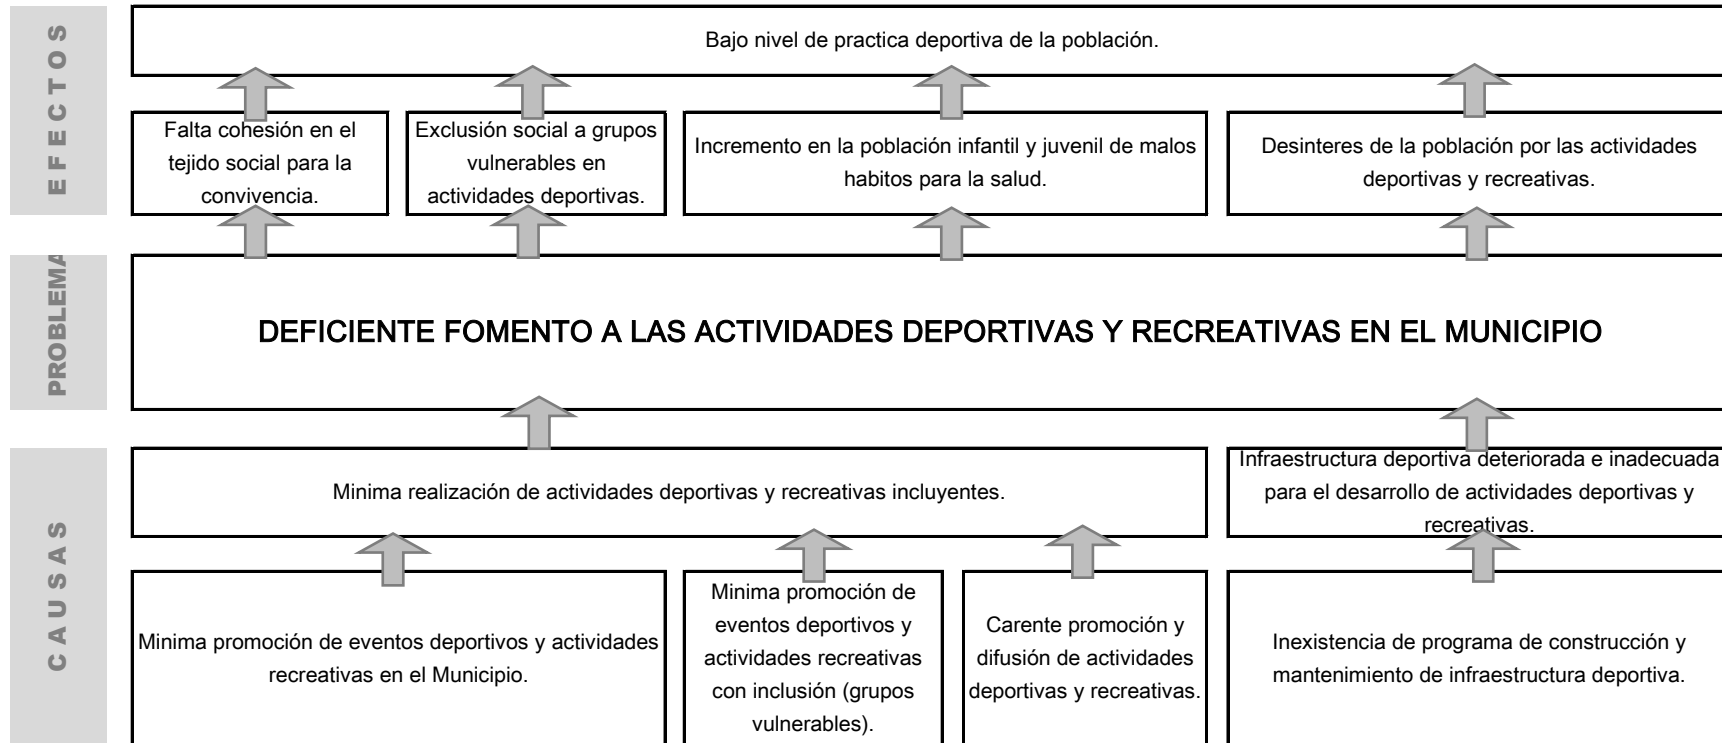 EFECTOS
Bajo nivel de practica deportiva de la población.
Falta cohesión en el
tejido social para la
convivencia.
Exclusión social a grupos
vulnerables en
actividades deportivas.
Incremento en la población infantil y juvenil de malos
habitos para la salud.
Desinteres de la población por las actividades
deportivas y recreativas.
PROBLEMA
DEFICIENTE FOMENTO A LAS ACTIVIDADES DEPORTIVAS Y RECREATIVAS EN EL MUNICIPIO
CAUSAS
Minima realización de actividades deportivas y recreativas incluyentes.
Infraestructura deportiva deteriorada e inadecuada
para el desarrollo de actividades deportivas y
recreativas.
Minima promoción de eventos deportivos y actividades
recreativas en el Municipio.
Minima promoción de
eventos deportivos y
actividades recreativas
con inclusión (grupos
vulnerables).
Carente promoción y
difusión de actividades
deportivas y recreativas.
Inexistencia de programa de construcción y
mantenimiento de infraestructura deportiva.